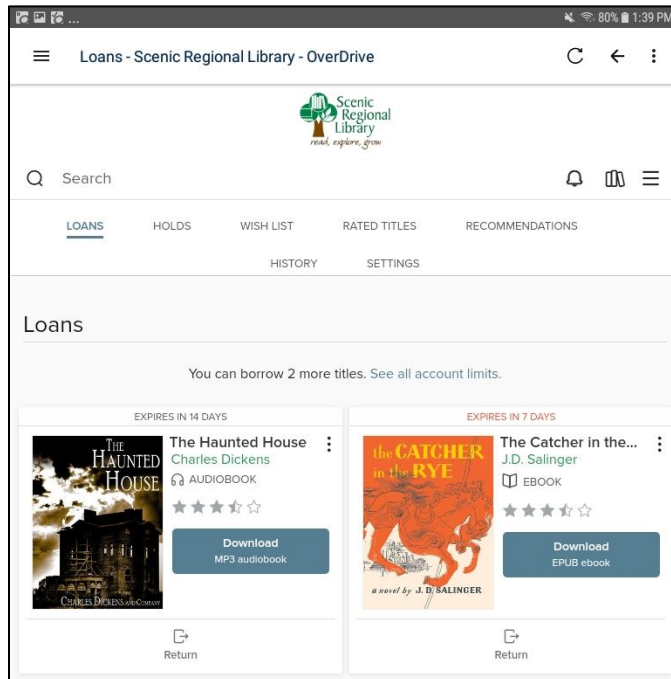 ... 80% 1:39 PM
Loans - Scenic Regional Library - OverDrive
Scenic
Regional
Library
read, explore, grow
Search
LOANS HOLDS WISH LIST RATED TITLES RECOMMENDATIONS
HISTORY SETTINGS
Loans
You can borrow 2 more titles. See all account limits.
EXPIRES IN 14 DAYS
THE
HAUNTED
HOUSE
CHARLES DICKENS AND COMPANY
The Haunted House
Charles Dickens
AUDIOBOOK
Download
MP3 audiobook
Return
EXPIRES IN 7 DAYS
the CATCHER
in the RYE
a novel by J. D. SALINGER
The Catcher in the...
J.D. Salinger
EBOOK
Download
EPUB ebook
Return